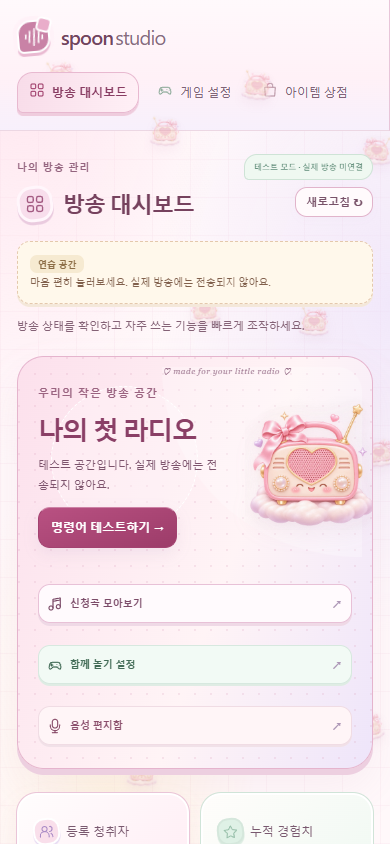 spoonstudio
방송 대시보드
게임 설정
아이템 상점
나의 방송 관리
테스트 모드 · 실제 방송 미연결
방송 대시보드
새로고침 ↻
연습 공간
마음 편히 눌러보세요. 실제 방송에는 전송되지 않아요.
방송 상태를 확인하고 자주 쓰는 기능을 빠르게 조작하세요.
♡ made for your little radio ♡
우리의 작은 방송 공간
나의 첫 라디오
테스트 공간입니다. 실제 방송에는 전
송되지 않아요.
명령어 테스트하기 →
신청곡 모아보기 ↗
함께 놀기 설정 ↗
음성 편지함 ↗
등록 청취자
누적 경험치